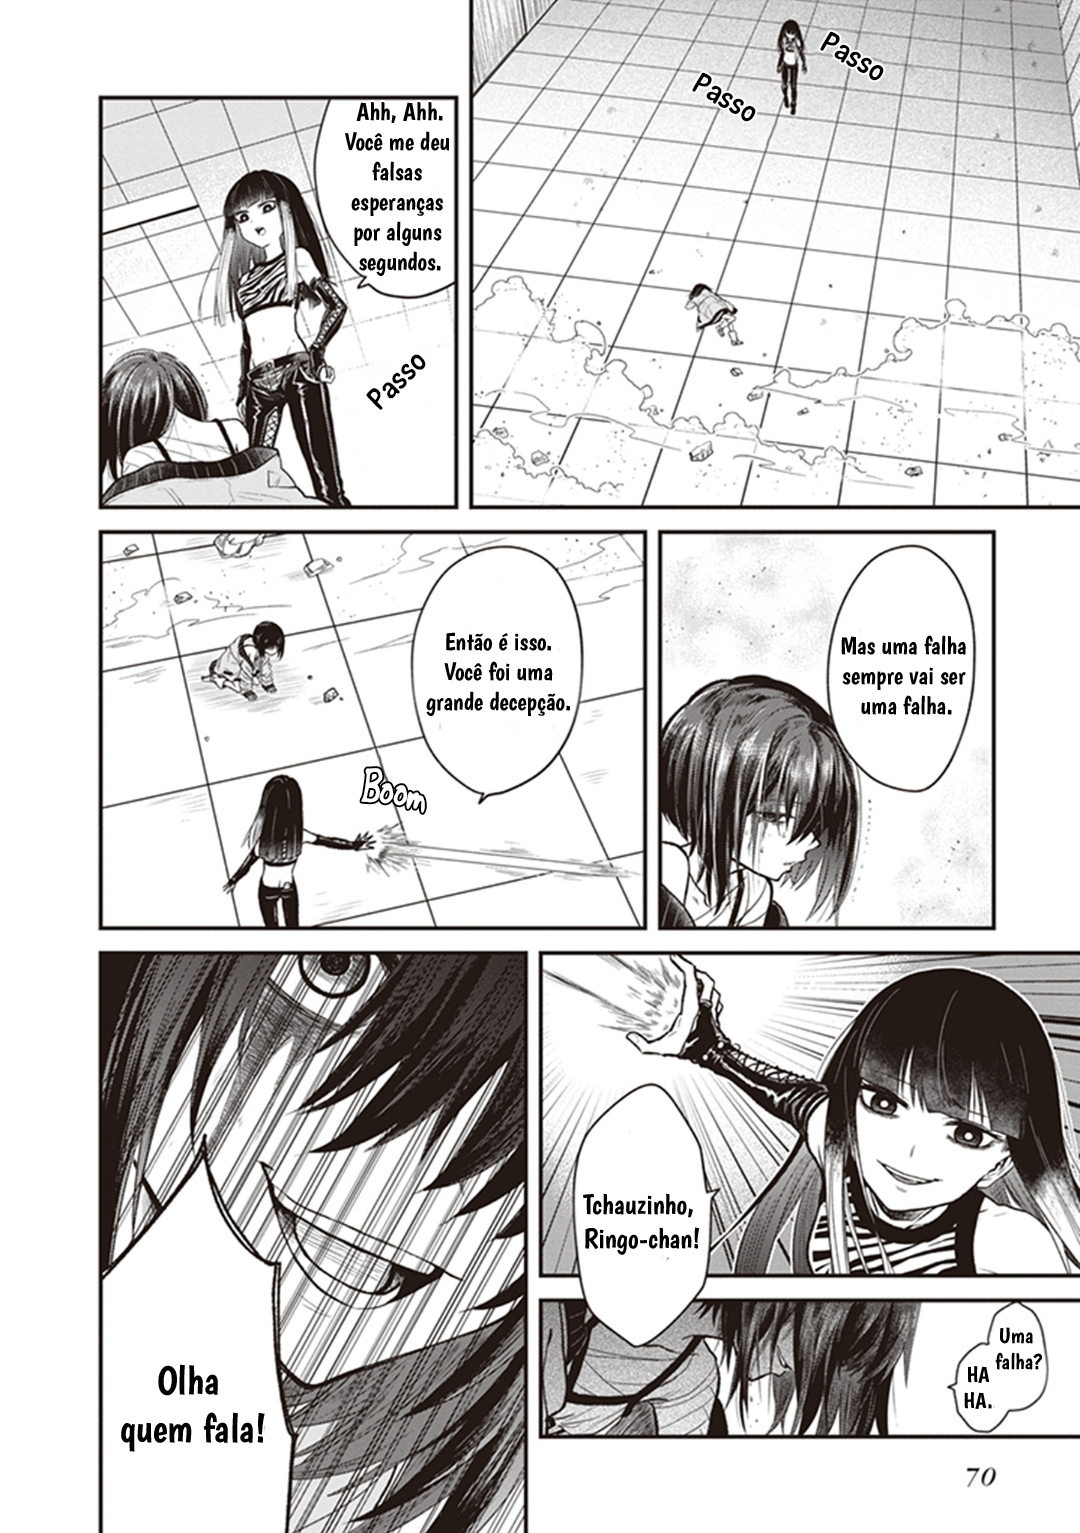 Passo
Passo
Ahh, Ahh.
Você me deu
falsas
esperanças
por alguns
segundos.
Passo
Mas uma falha
sempre vai ser
uma falha.
Então é isso.
Você foi uma
grande decepção.
Boom
Tchauzinho,
Ringo-chan!
Uma
falha?
HA
HA.
Olha
quem fala!
70